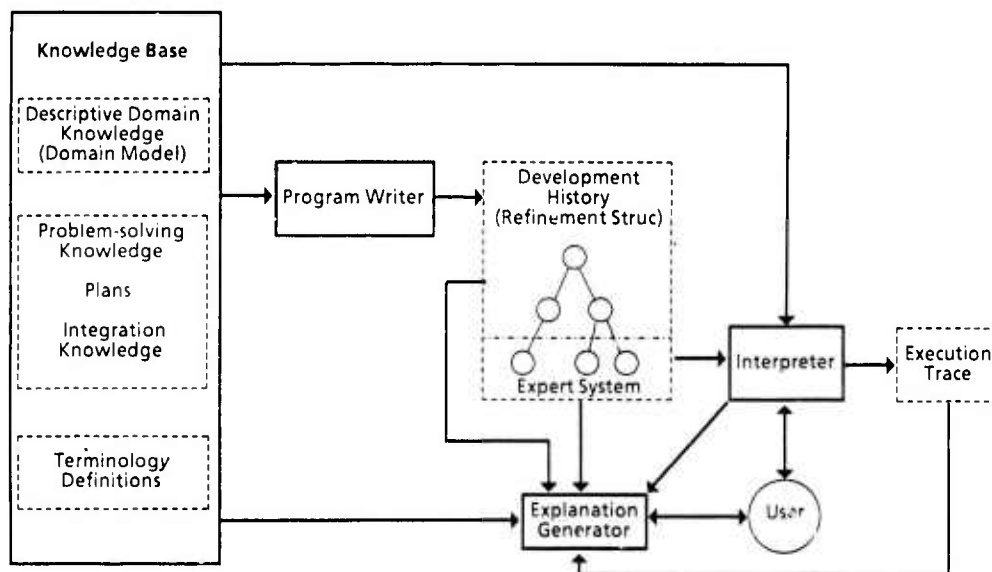 Knowledge Base
Descriptive Domain
Knowledge
(Domain Model)
Problem-solving
Knowledge
Plans
Integration
Knowledge
Terminology
Definitions
Program Writer
Development
History
(Refinement Struc)
Expert System
Interpreter
Execution
Trace
Explanation
Generator
User